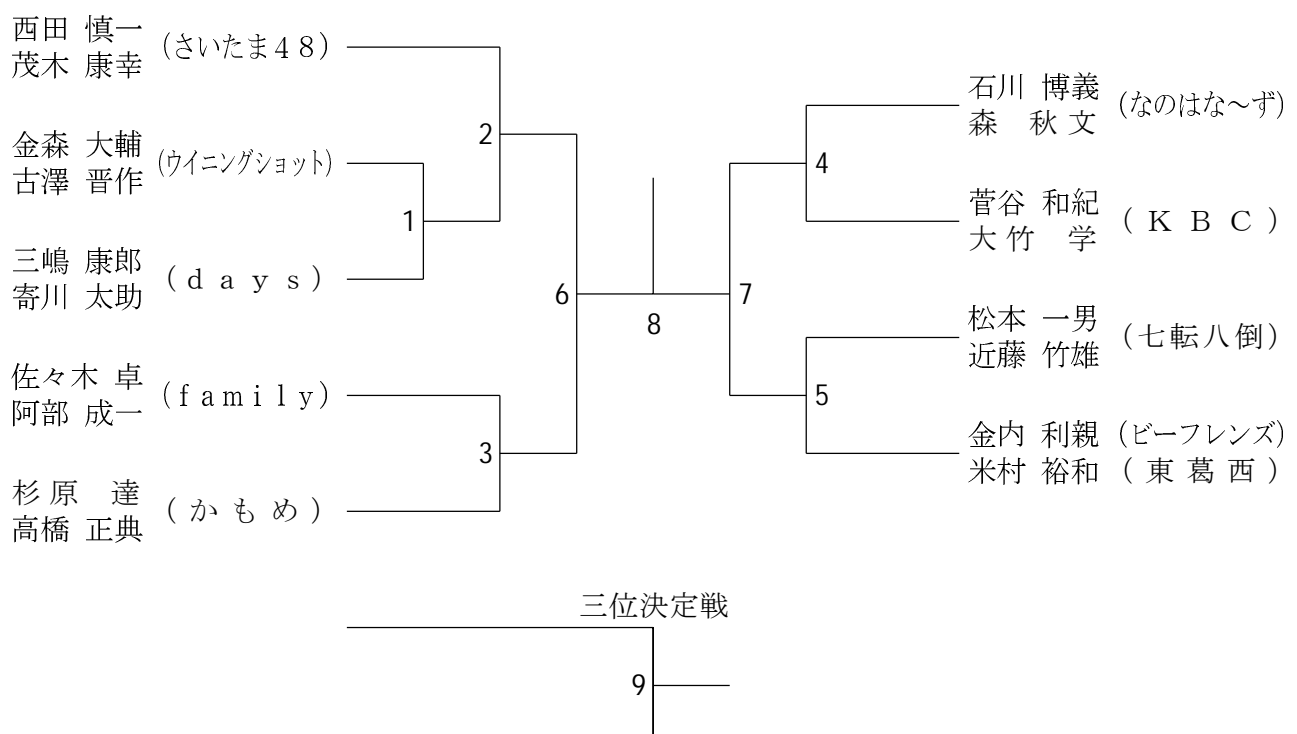 西田 慎一
茂木 康幸
(さいたま４８)
金森 大輔
古澤 晋作
(ウイニングショット)
三嶋 康郎
寄川 太助
(ｄａｙｓ)
佐々木 卓
阿部 成一
(ｆａｍｉｌｙ)
杉原 達
高橋 正典
(かもめ)
1
2
3
6
8
7
4
5
石川 博義
森 秋文
(なのはな～ず)
菅谷 和紀
大竹 学
(ＫＢＣ)
松本 一男
近藤 竹雄
(七転八倒)
金内 利親 (ビーフレンズ)
米村 裕和 (東葛西)
三位決定戦
9